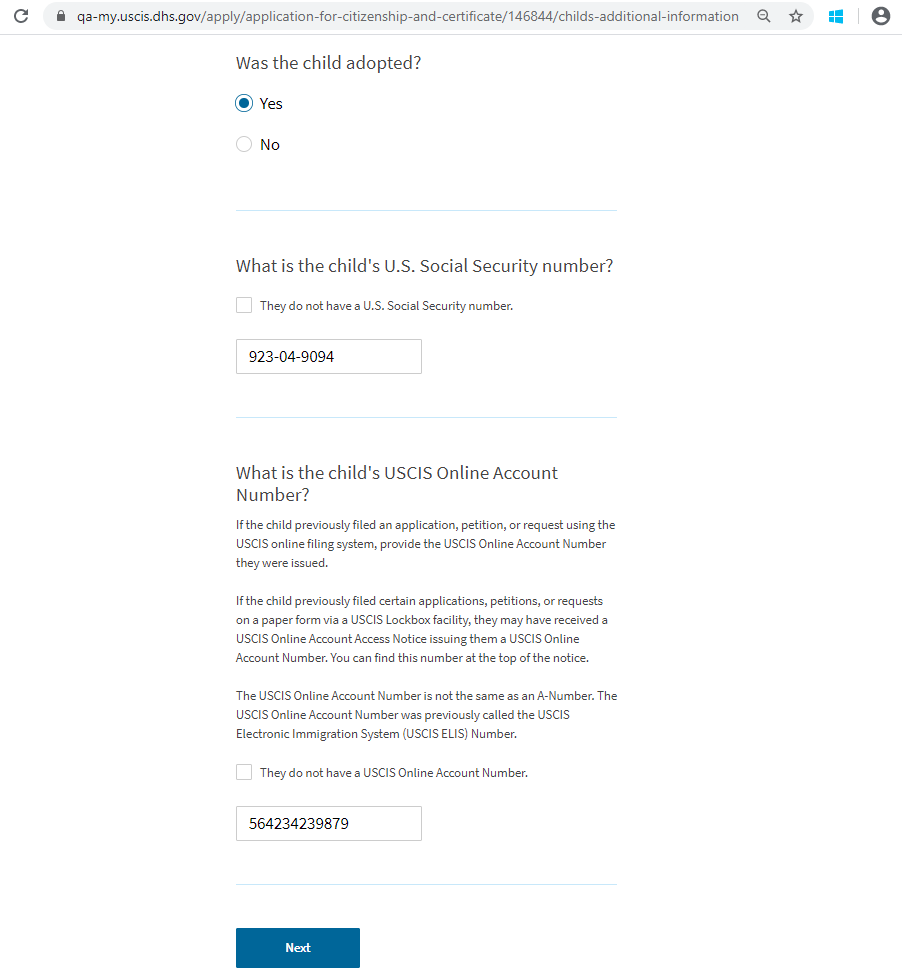 qa-my.uscis.dhs.gov/apply/application-for-citizenship-and-certificate/146844/childs-additional-information
Was the child adopted?
Yes
No
What is the child's U.S. Social Security number?
They do not have a U.S. Social Security number.
923-04-9094
What is the child's USCIS Online Account
Number?
If the child previously filed an application, petition, or request using the
USCIS online filing system, provide the USCIS Online Account Number
they were issued.
If the child previously filed certain applications, petitions, or requests
on a paper form via a USCIS Lockbox facility, they may have received a
USCIS Online Account Access Notice issuing them a USCIS Online
Account Number. You can find this number at the top of the notice.
The USCIS Online Account Number is not the same as an A-Number. The
USCIS Online Account Number was previously called the USCIS
Electronic Immigration System (USCIS ELIS) Number.
They do not have a USCIS Online Account Number.
564234239879
Next